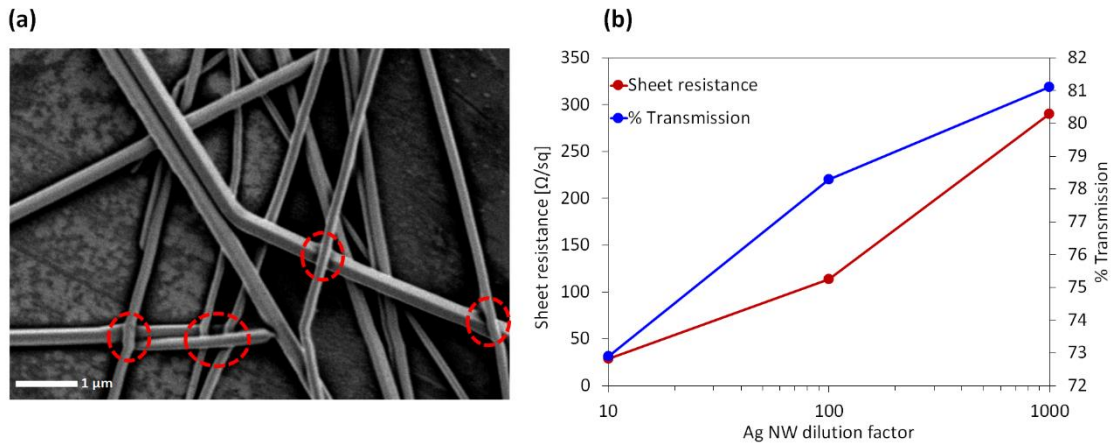 (a)
(b)
1 μm
Sheet resistance
% Transmission
350
300
250
200
150
100
50
0
Sheet resistance [Ω/sq]
82
81
80
79
78
77
76
75
74
73
72
% Transmission
10
100
1000
Ag NW dilution factor